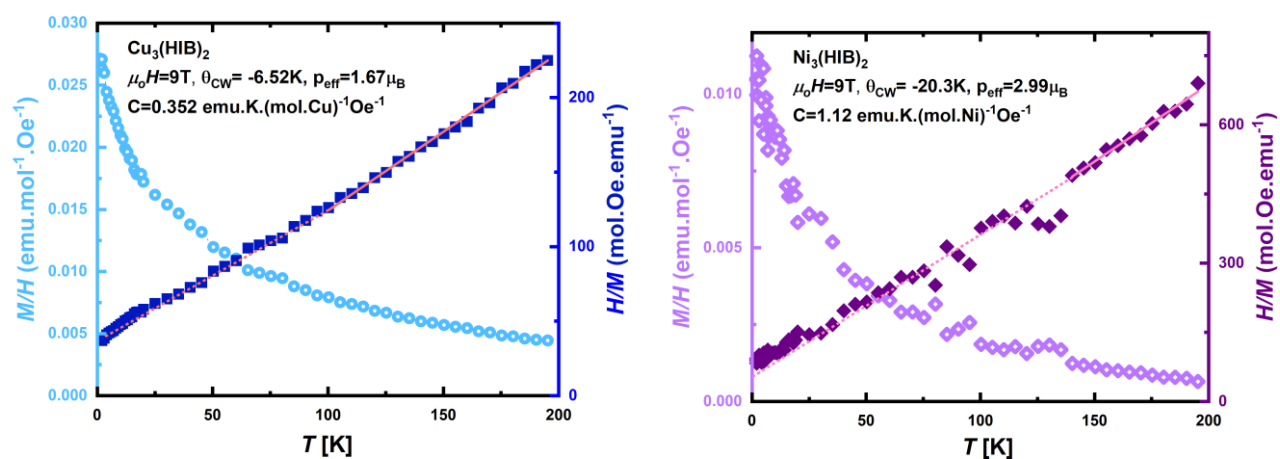 Cu₃(HIB)₂
μₒH=9T, θCW= -6.52K, peff=1.67μB
C=0.352 emu.K.(mol.Cu)⁻¹Oe⁻¹
M/H (emu.mol⁻¹.Oe⁻¹)
0.030
0.025
0.020
0.015
0.010
0.005
0.000
H/M (mol.Oe.emu⁻¹)
200
100
0
0 50 100 150 200
T [K]
Ni₃(HIB)₂
μₒH=9T, θCW= -20.3K, peff=2.99μB
C=1.12 emu.K.(mol.Ni)⁻¹Oe⁻¹
M/H (emu.mol⁻¹.Oe⁻¹)
0.010
0.005
0.000
H/M (mol.Oe.emu⁻¹)
600
300
0
0 50 100 150 200
T [K]